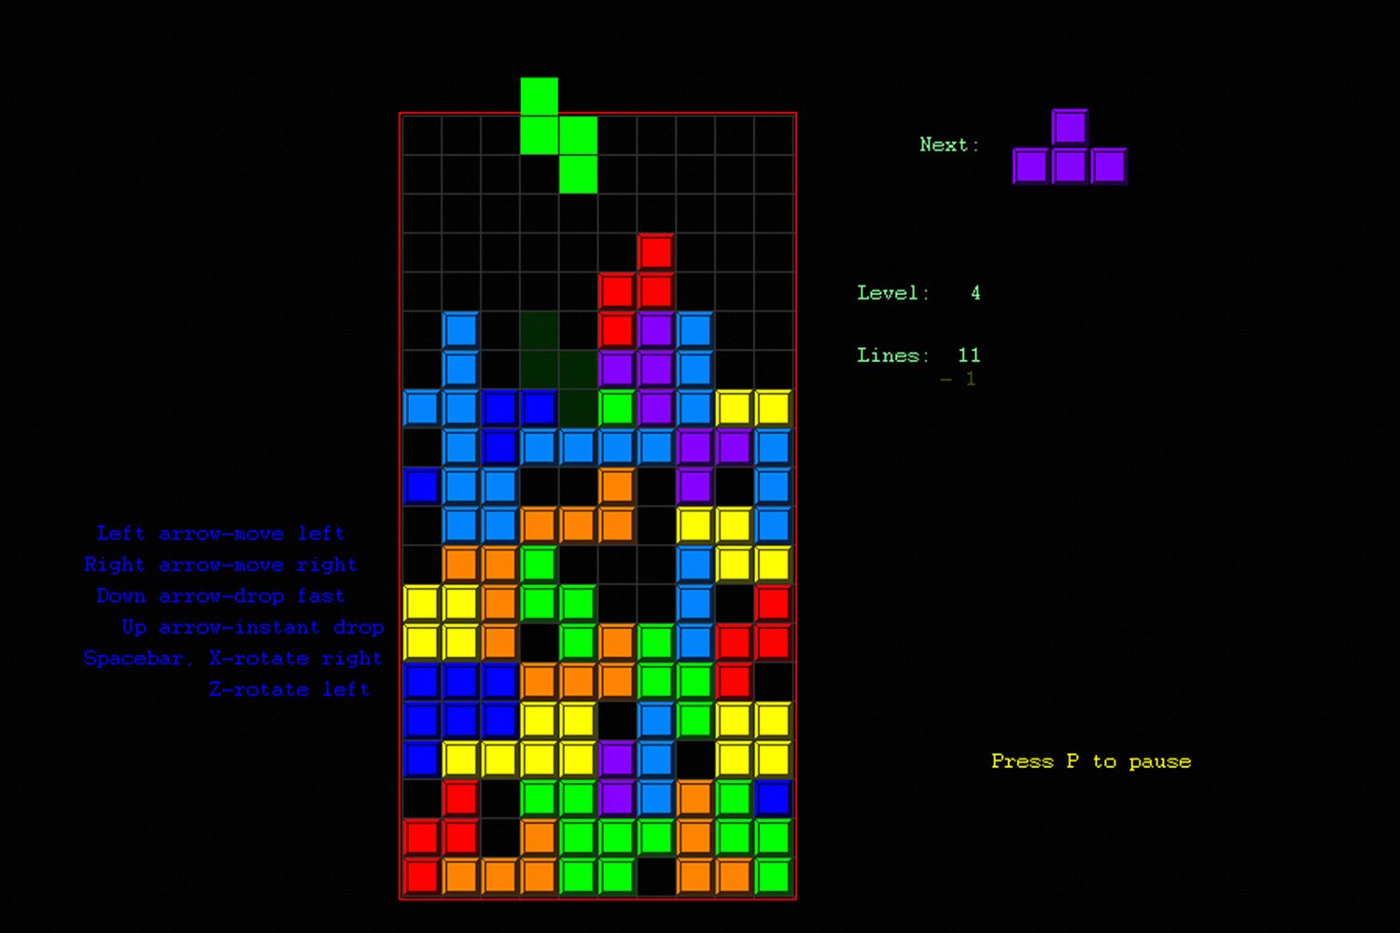 Next:
Level: 4
Lines: 11
- 1
Left arrow-move left
Right arrow-move right
Down arrow-drop fast
Up arrow-instant drop
Spacebar, X-rotate right
Z-rotate left
Press P to pause